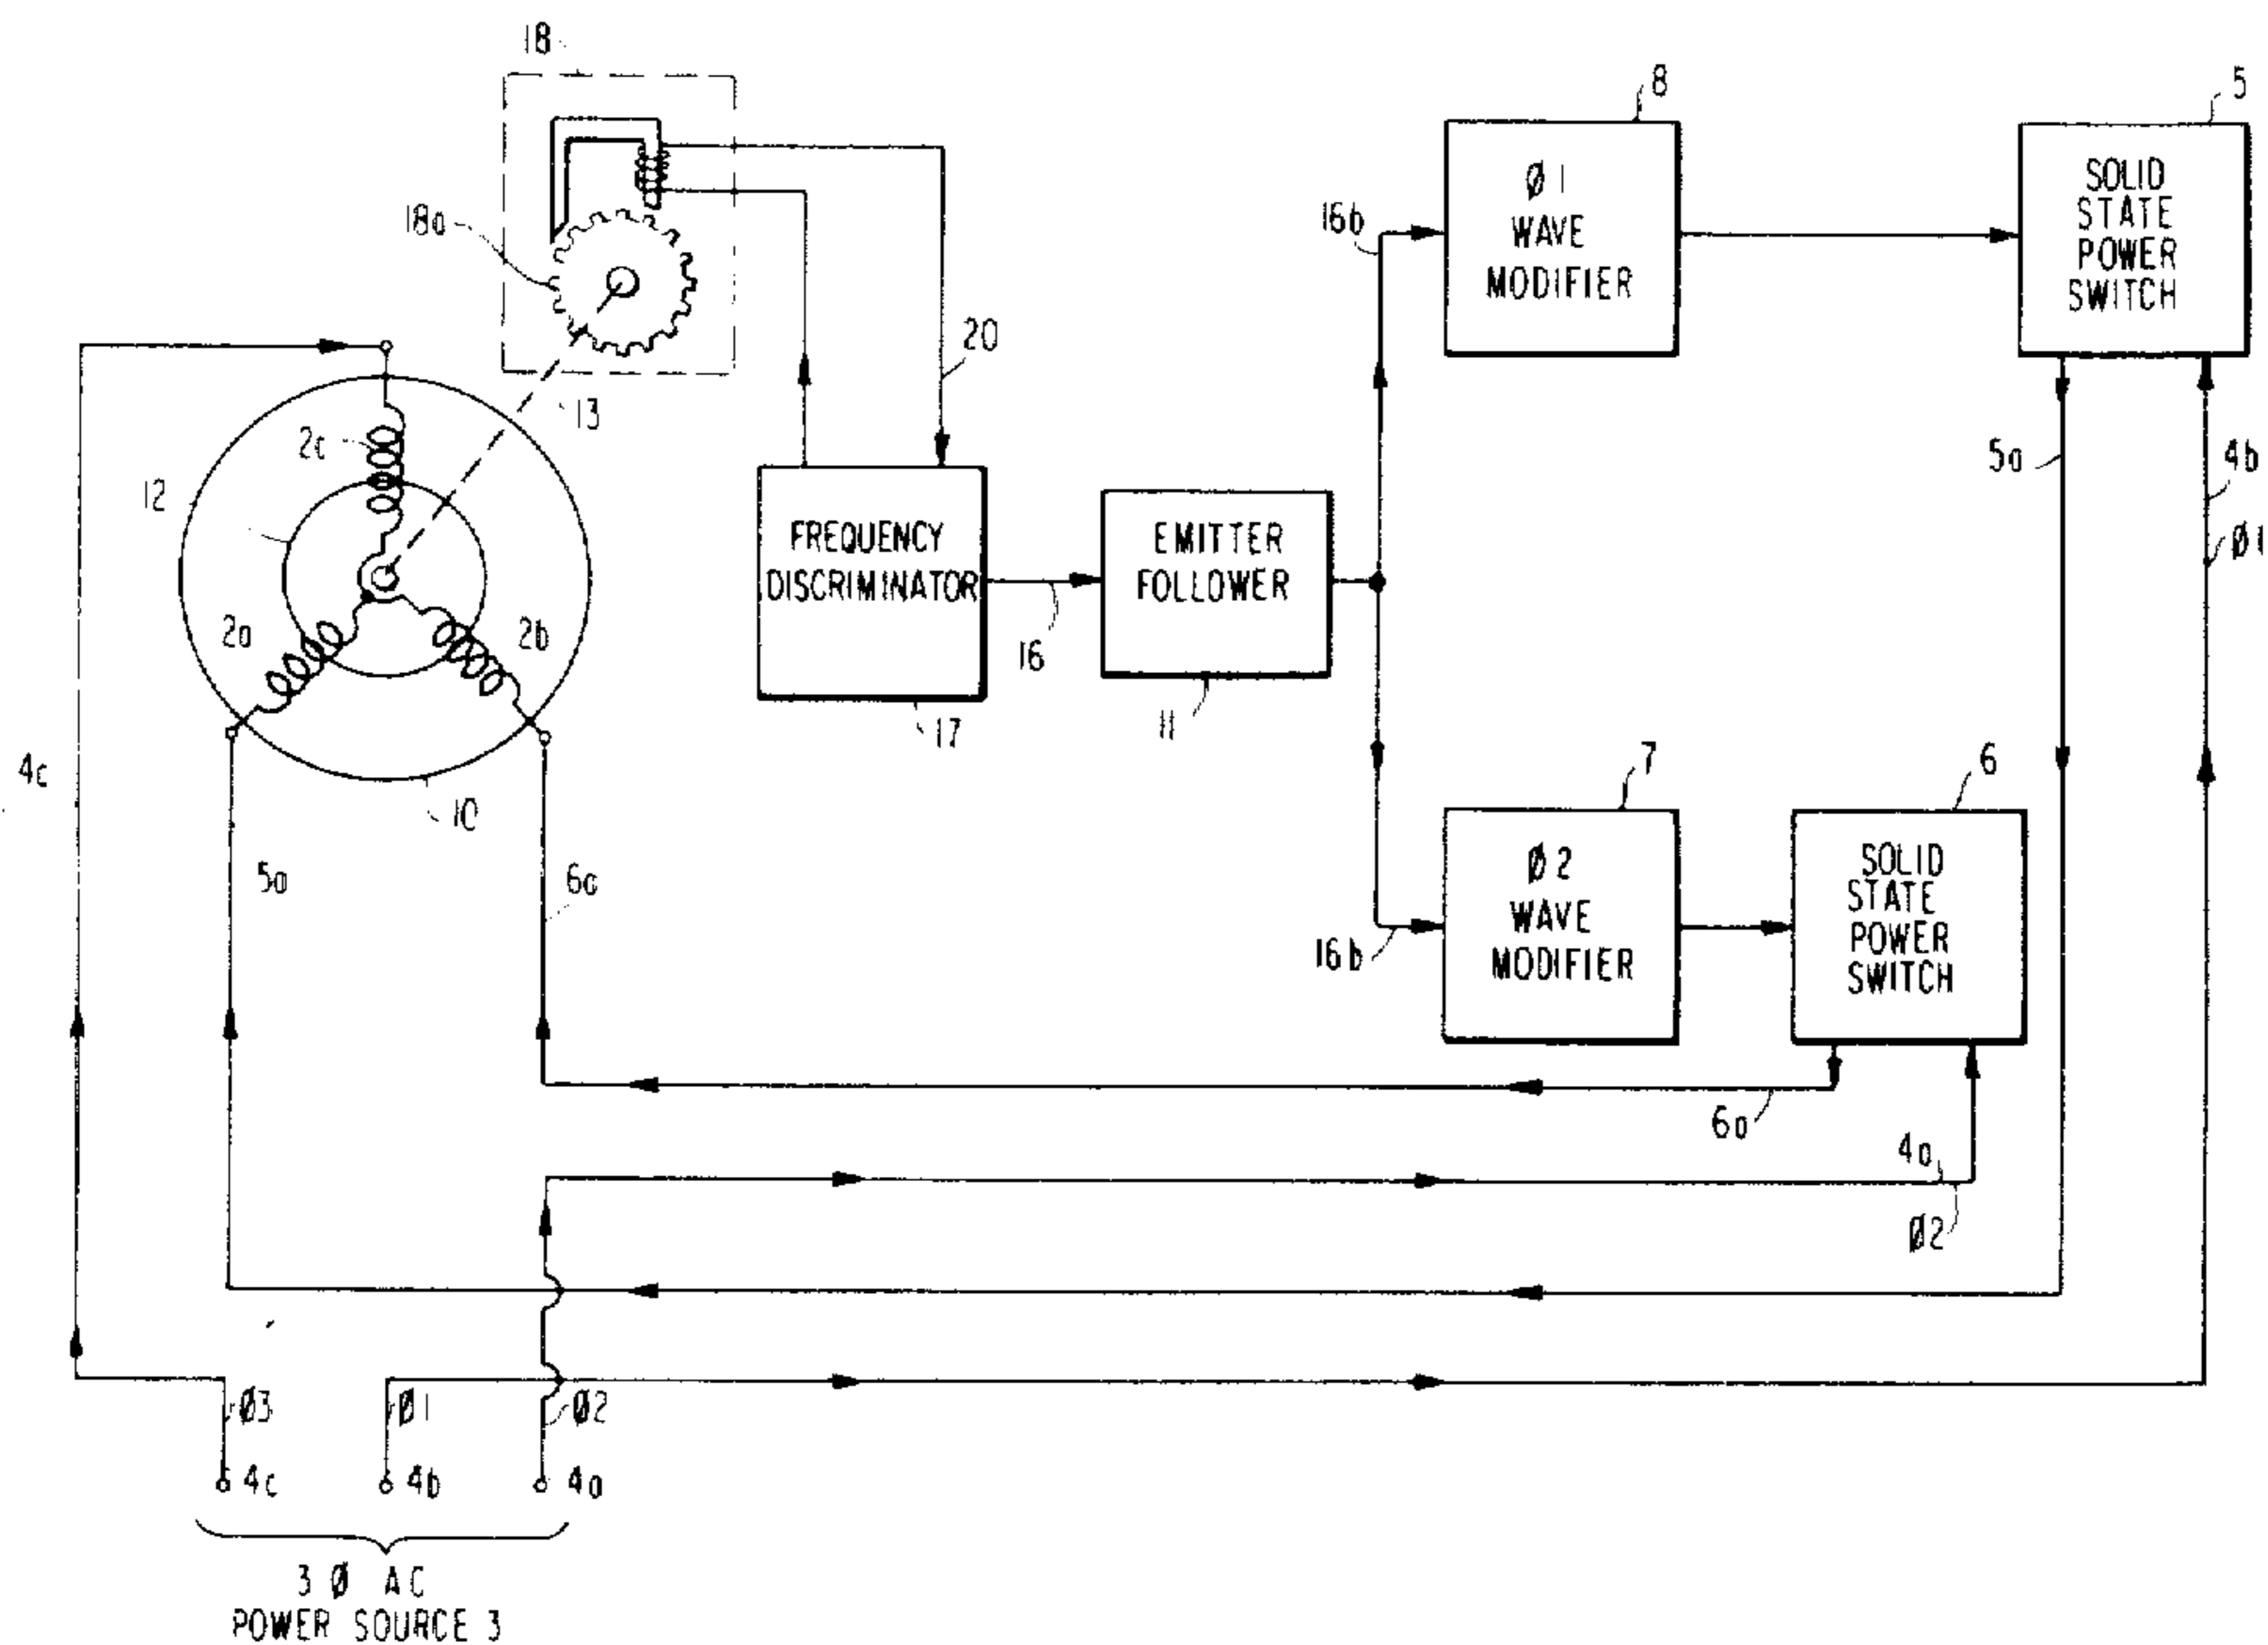 18
8
5
18a
Ø1
WAVE
MODIFIER
SOLID
STATE
POWER
SWITCH
16b
20
13
2c
12
5a
4b
Ø1
FREQUENCY
DISCRIMINATOR
EMITTER
FOLLOWER
2a
2b
16
11
17
4c
10
7
6
5a
6a
Ø2
WAVE
MODIFIER
SOLID
STATE
POWER
SWITCH
16b
6a
4a
Ø2
Ø3
Ø1
Ø2
4c
4b
4a
3Ø AC
POWER SOURCE 3